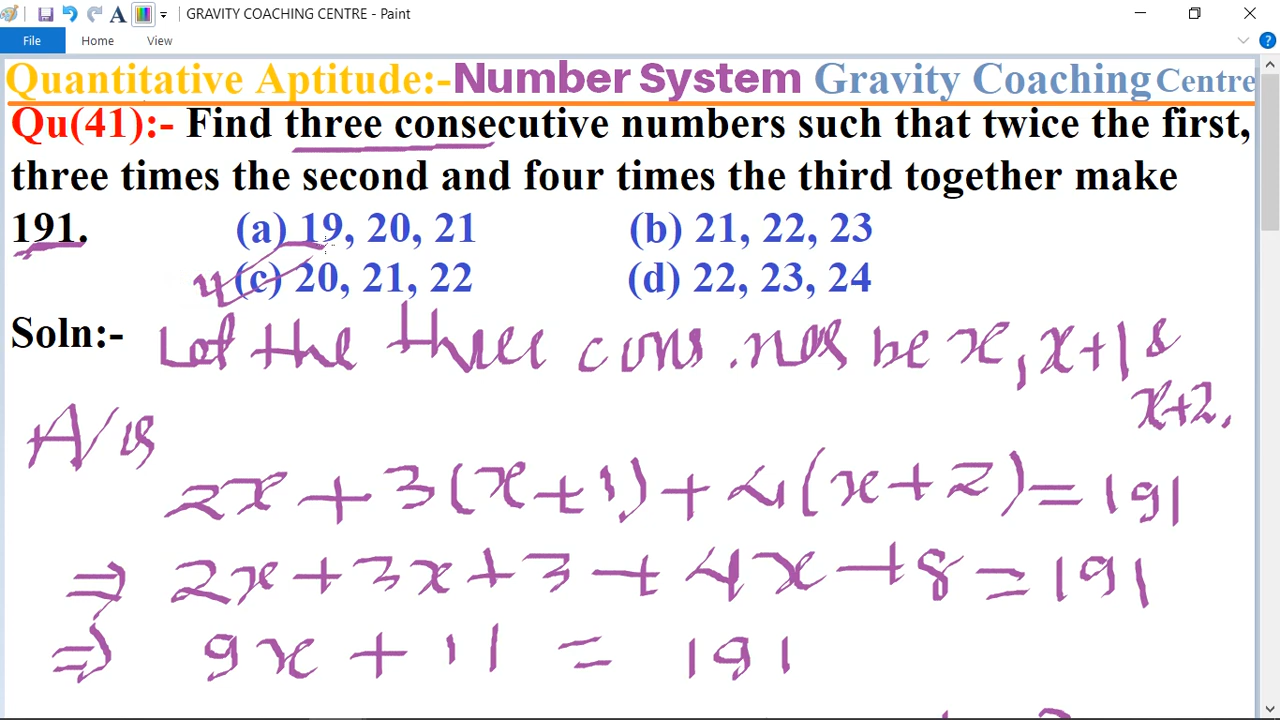 GRAVITY COACHING CENTRE - Paint
File Home View
Quantitative Aptitude:-Number System Gravity Coaching Centre
Qu(41):- Find three consecutive numbers such that twice the first,
three times the second and four times the third together make
191. (a) 19, 20, 21 (b) 21, 22, 23
(c) 20, 21, 22 (d) 22, 23, 24
Soln:- Let the three cons. nos be x, x+1 &
x+2.
A/Q
2x + 3(x+1) + 4(x+2) = 191
⇒ 2x+3x+3+4x+8=191
⇒ 9x + 11 = 191